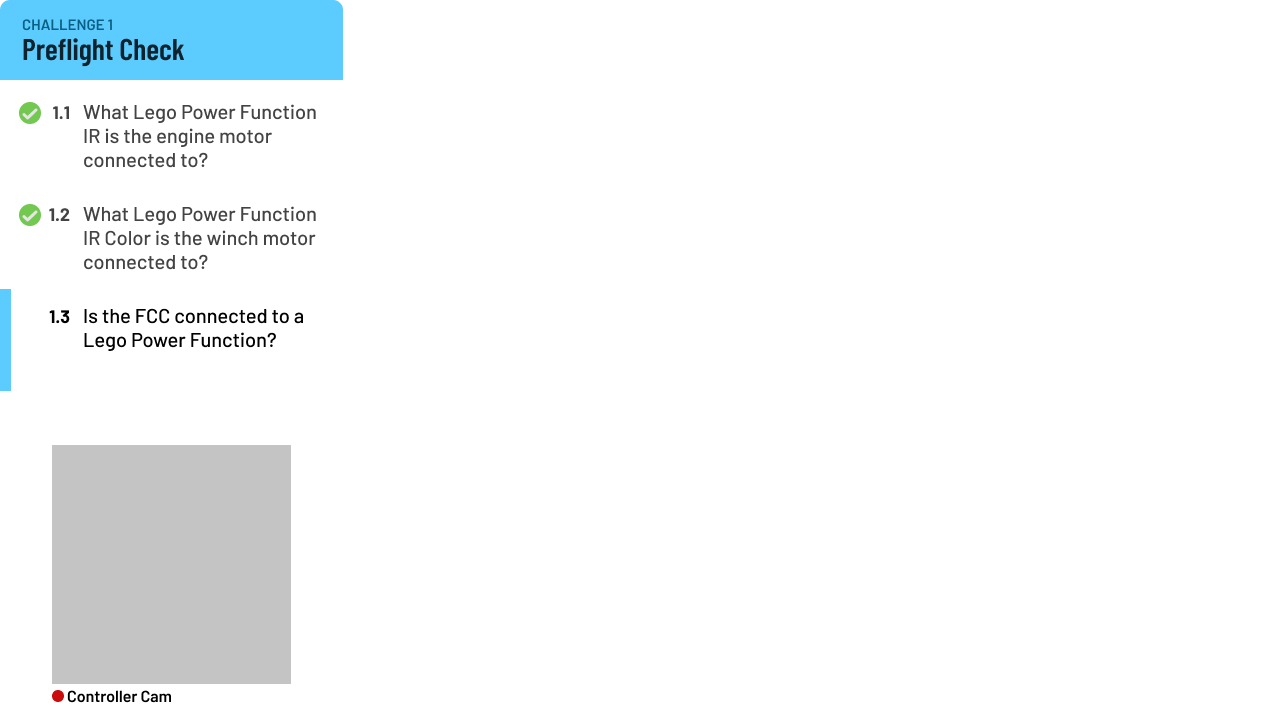 CHALLENGE 1
Preflight Check
1.1 What Lego Power Function
IR is the engine motor
connected to?
1.2 What Lego Power Function
IR Color is the winch motor
connected to?
1.3 Is the FCC connected to a
Lego Power Function?
Controller Cam